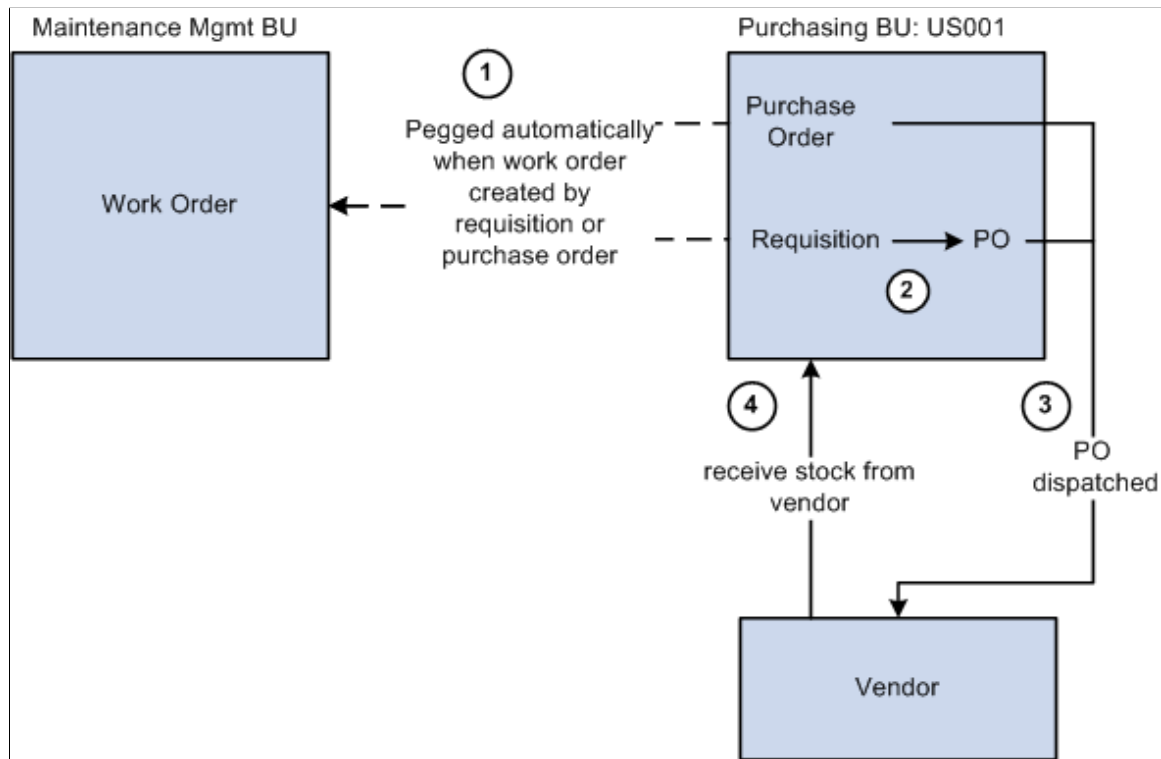 Maintenance Mgmt BU
Purchasing BU: US001
1
Pegged automatically
when work order
created by
requisition or
purchase order
Work Order
Purchase
Order
Requisition
PO
2
4
3
receive stock from
vendor
PO
dispatched
Vendor